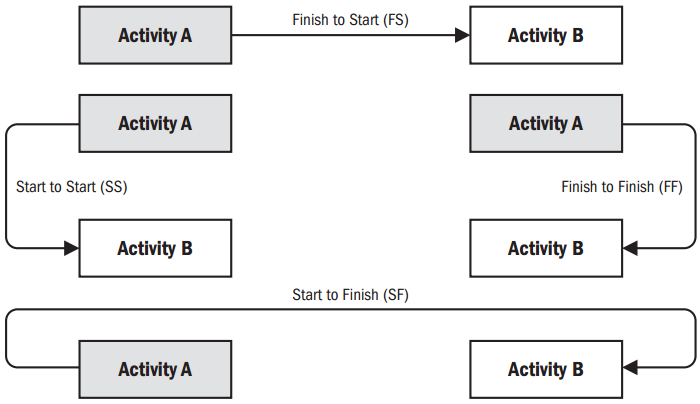 Finish to Start (FS)
Activity A
Activity B
Activity A
Activity A
Start to Start (SS)
Finish to Finish (FF)
Activity B
Activity B
Start to Finish (SF)
Activity A
Activity B